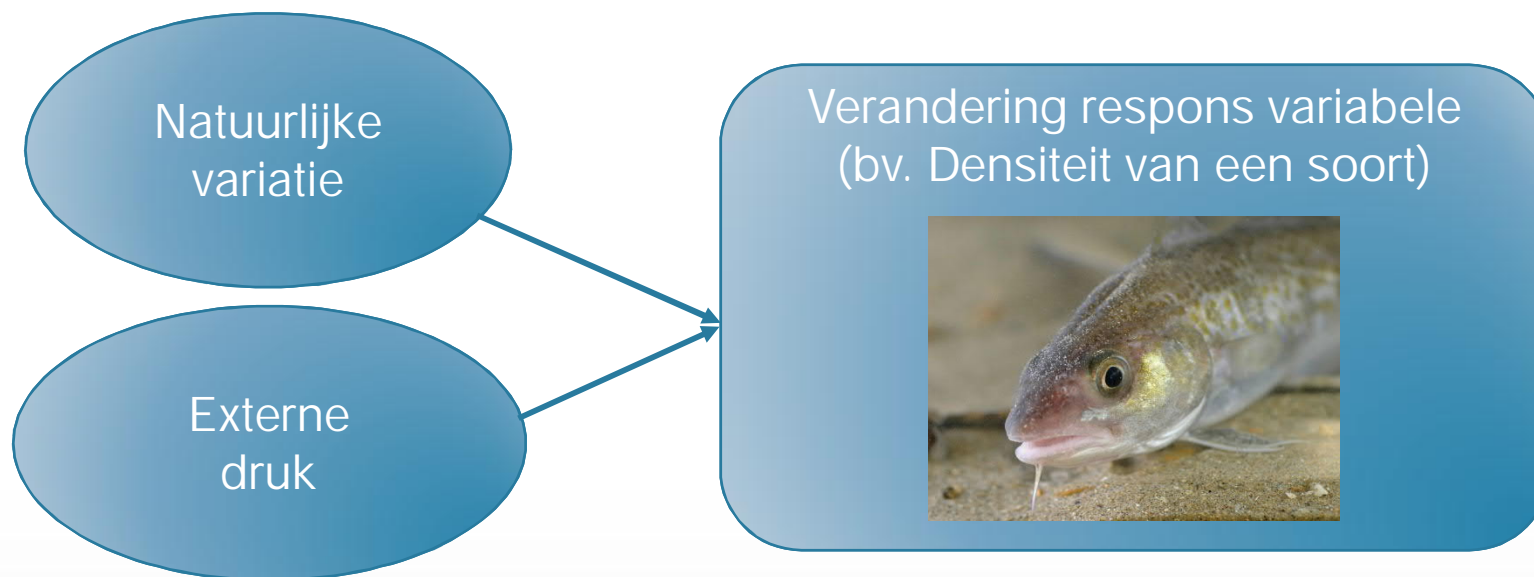 Natuurlijke
variatie
Externe
druk
Verandering respons variabele
(bv. Densiteit van een soort)